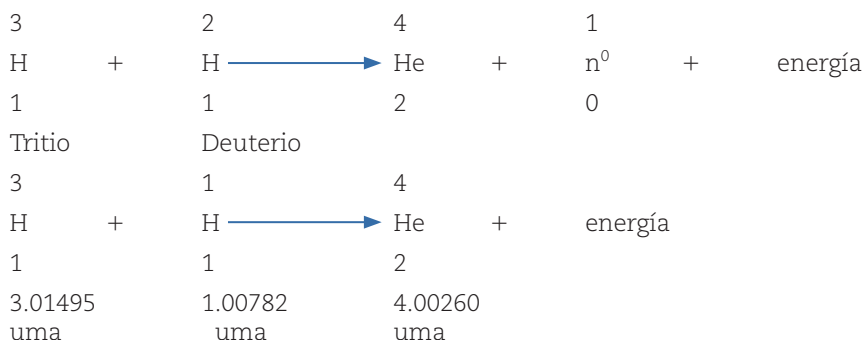 3 2 4 1
H + H → He + n⁰ + energía
1 1 2 0
Tritio Deuterio
3 1 4
H + H → He + energía
1 1 2
3.01495 1.00782 4.00260
uma uma uma